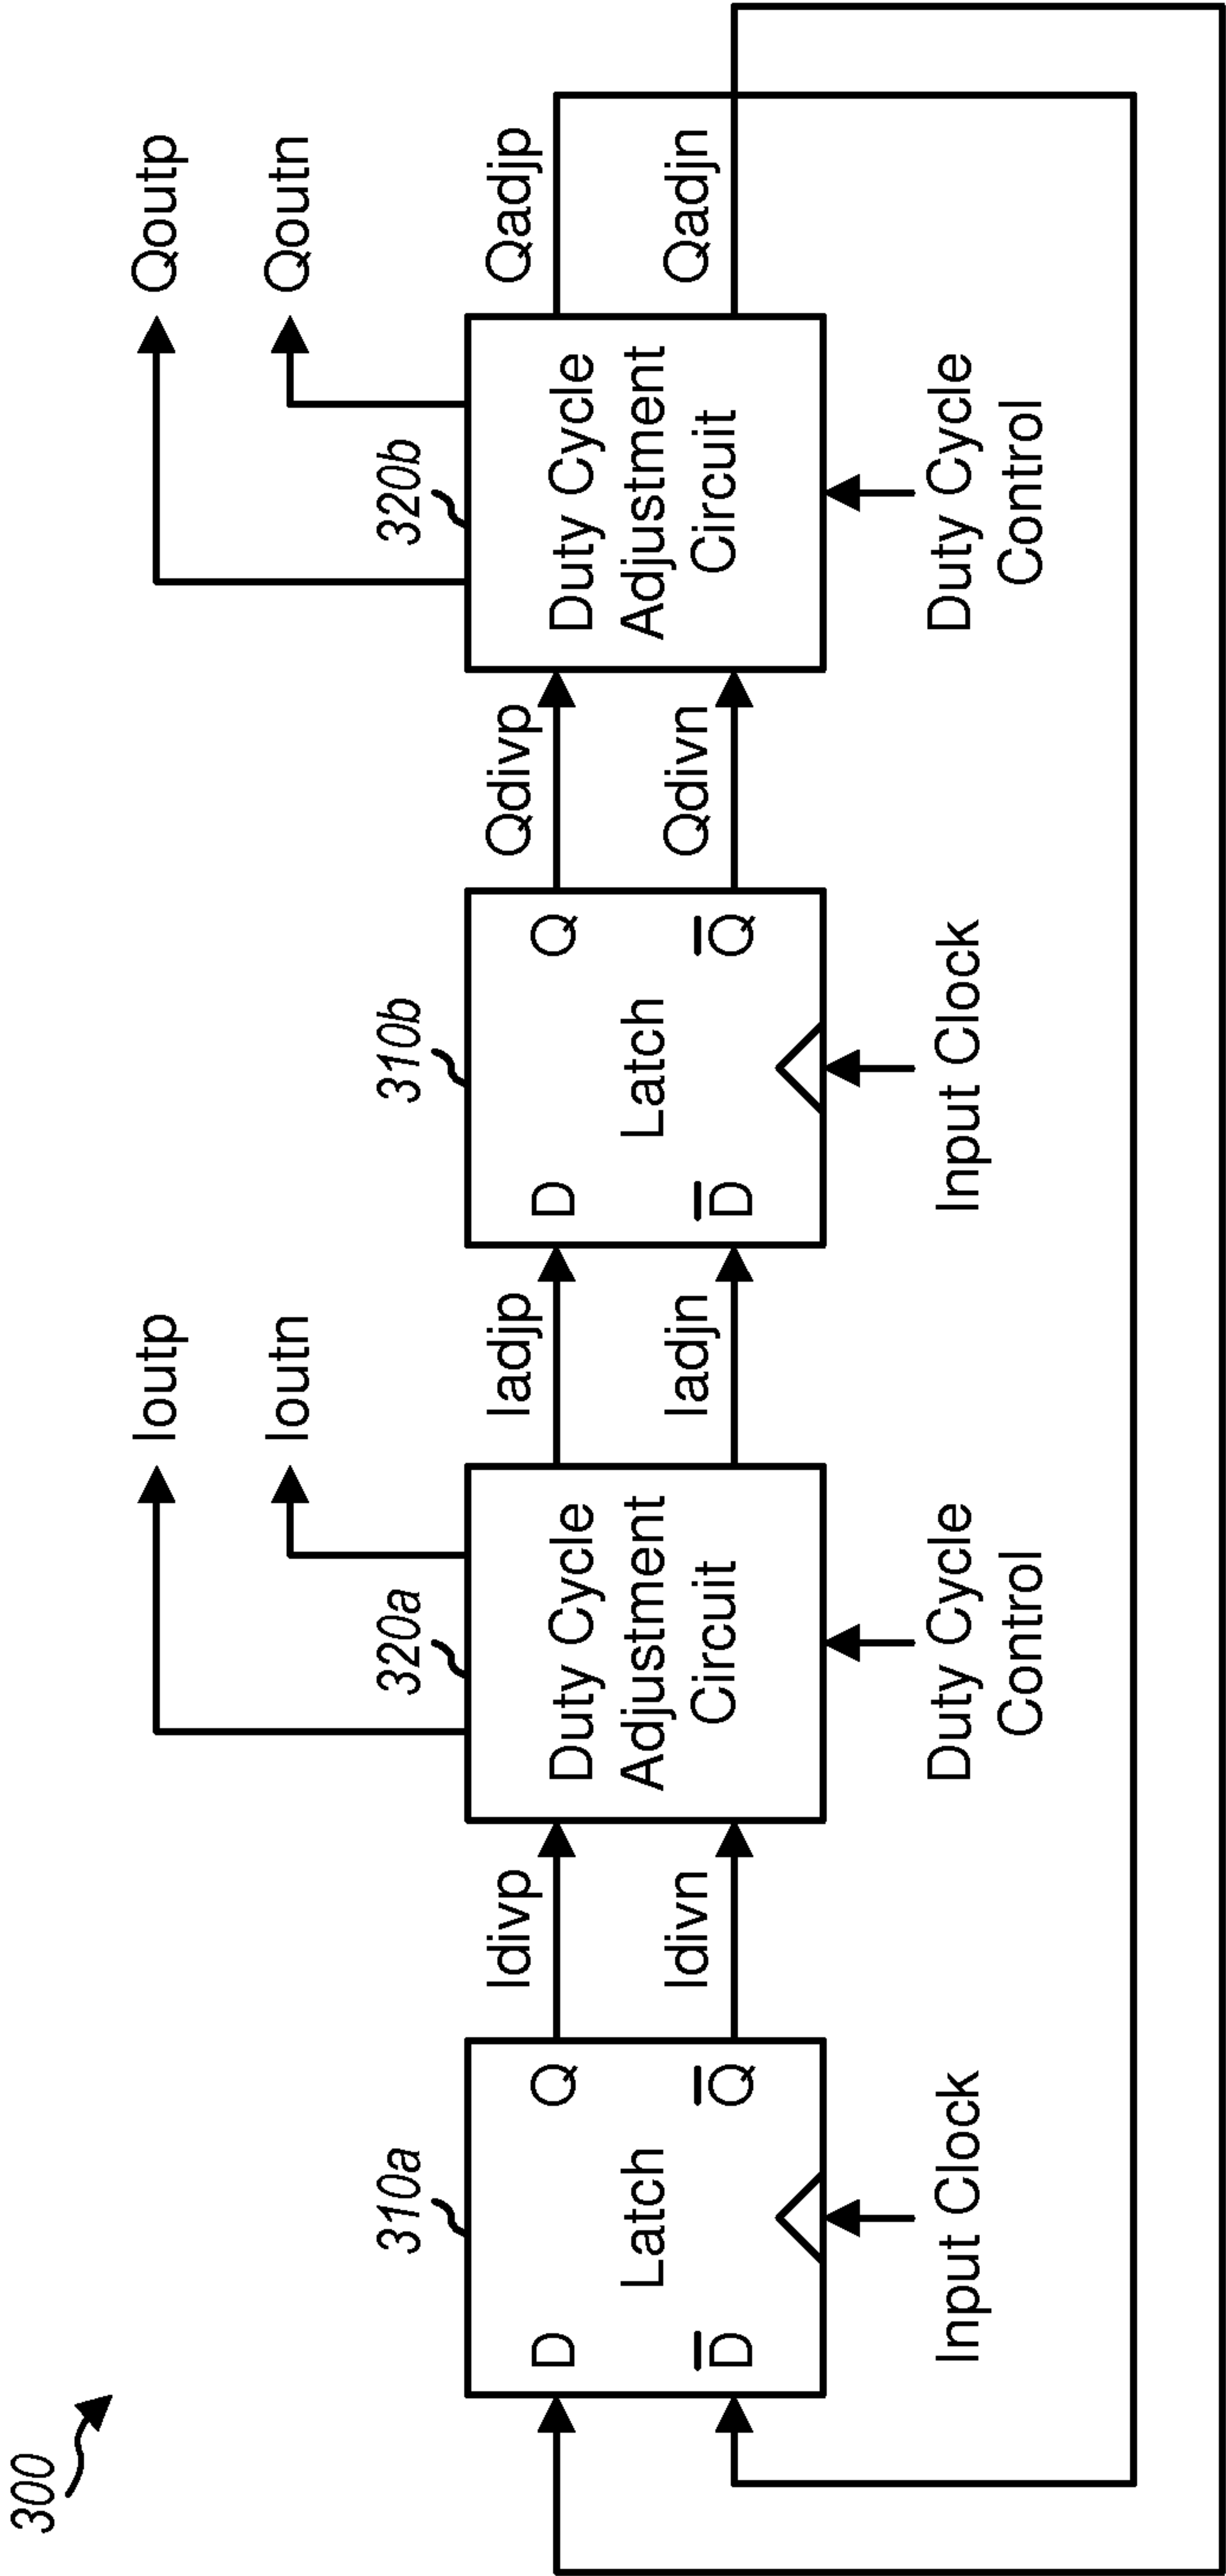 300
Ioutp
Qoutp
Ioutn
Qoutn
310a
320a
310b
320b
D
Q
Latch
D
Q
Idivp
Idivn
Duty Cycle
Adjustment
Circuit
Iadjp
Iadjn
D
Q
Latch
D
Q
Qdivp
Qdivn
Duty Cycle
Adjustment
Circuit
Qadjp
Qadjn
Input Clock
Duty Cycle
Control
Input Clock
Duty Cycle
Control